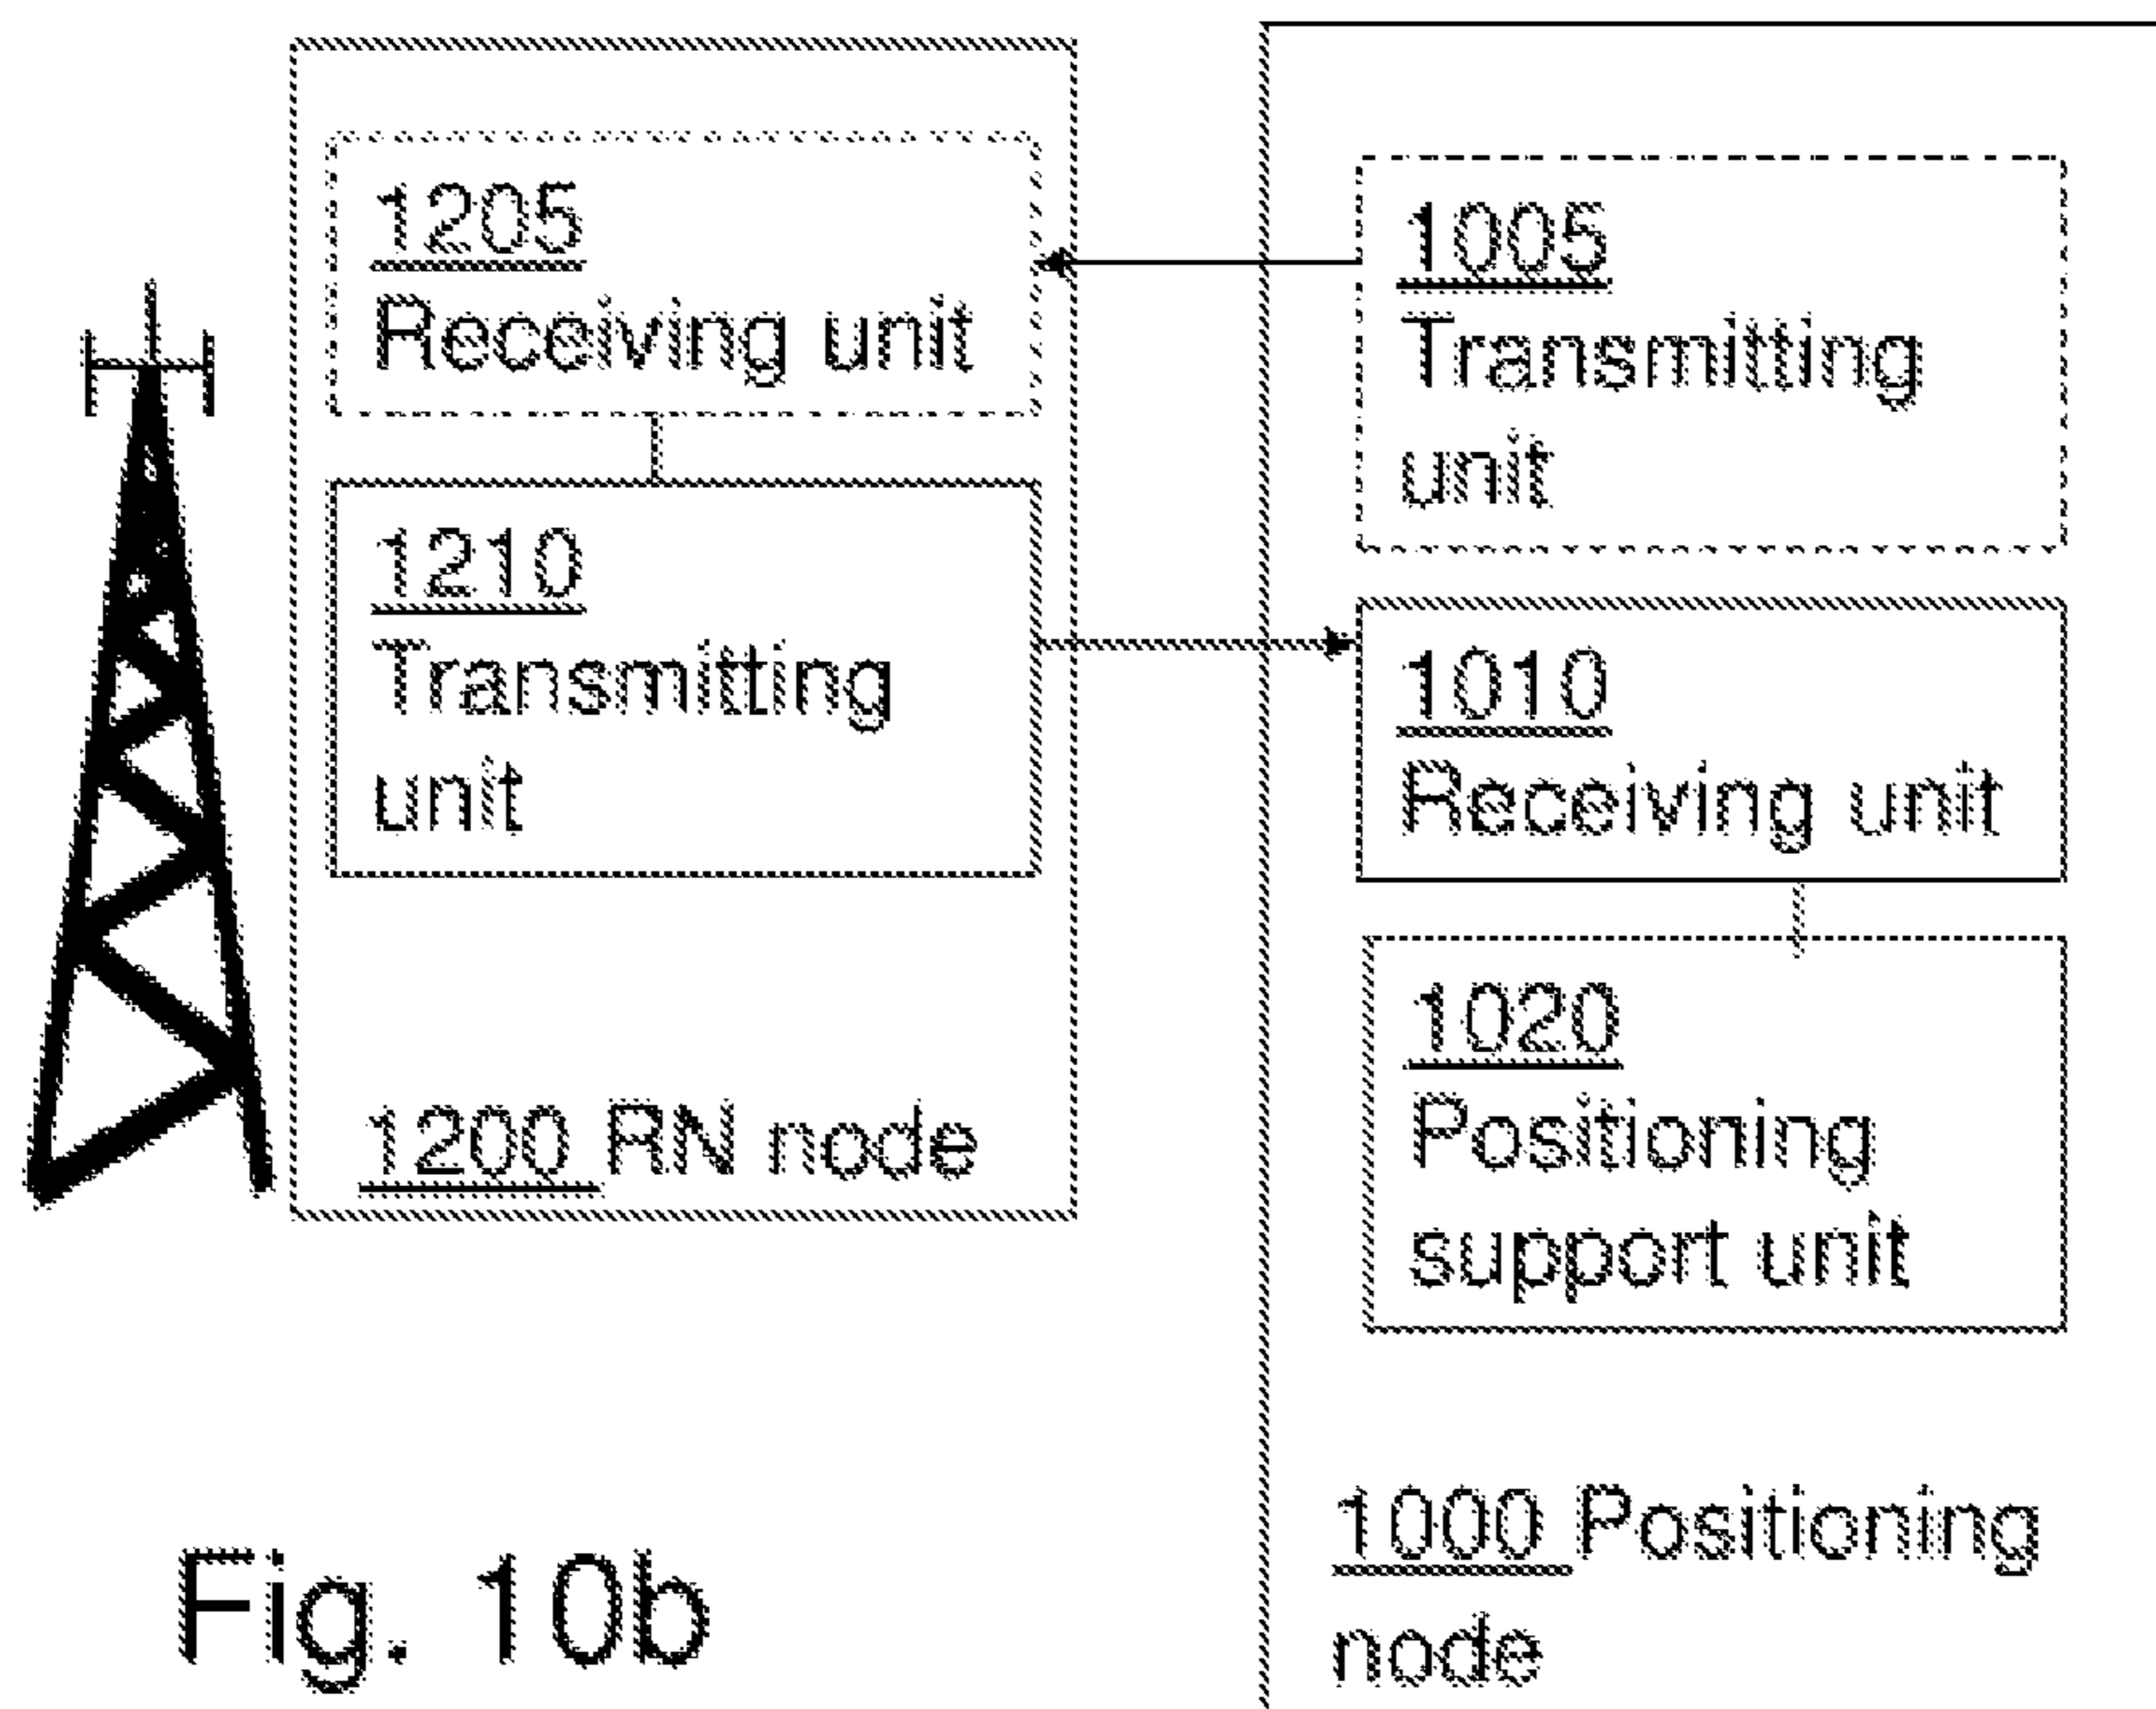 1205
Receiving unit
1210
Transmitting
unit
1200 RN node
1005
Transmitting
unit
1010
Receiving unit
1020
Positioning
support unit
1000 Positioning
node
Fig. 10b